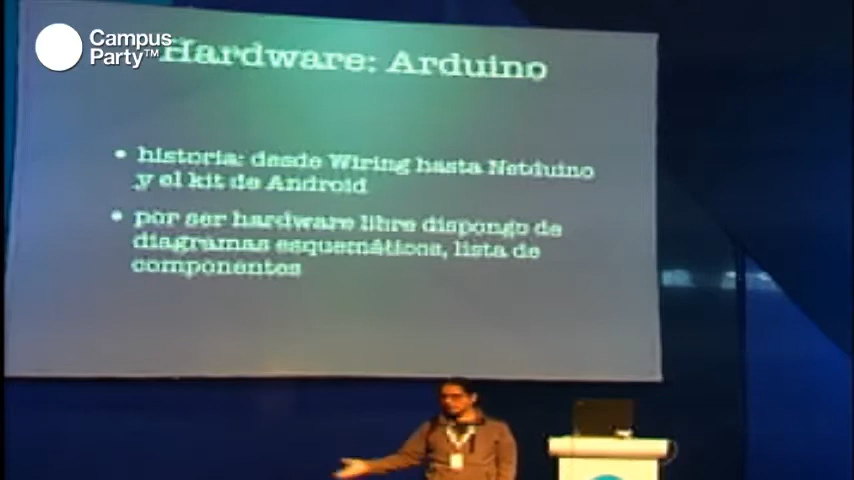 Campus
Party™
Hardware: Arduino
• historia: desde Wiring hasta Netduino
y el kit de Android
• por ser hardware libre dispongo de
diagramas esquemáticos, lista de
componentes